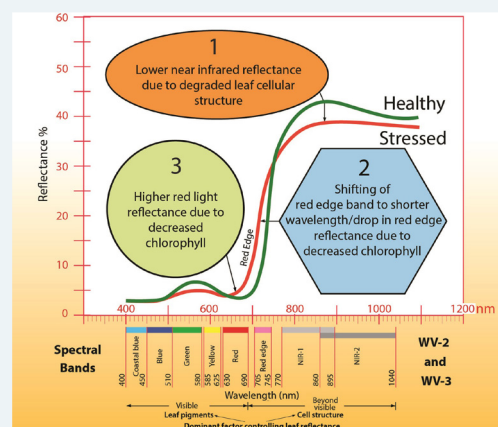 60
50
40
30
20
10
0
Reflectance %
1
Lower near infrared reflectance
due to degraded leaf cellular
structure
Healthy
Stressed
3
Higher red light
reflectance due to
decreased
chlorophyll
2
Shifting of
red edge band to shorter
wavelength/drop in red edge
reflectance due to
decreased chlorophyll
Red Edge
400
600
800
1000
1200nm
Spectral
Bands
Coastal blue
Blue
Green
Yellow
Red
Red edge
NIR-1
NIR-2
WV-2
and
WV-3
400
450
510
580
585
625
630
690
705
745
770
860
895
1040
Wavelength (nm)
Visible
Beyond
visible
Leaf pigments
Cell structure
Dominant factor controlling leaf reflectance